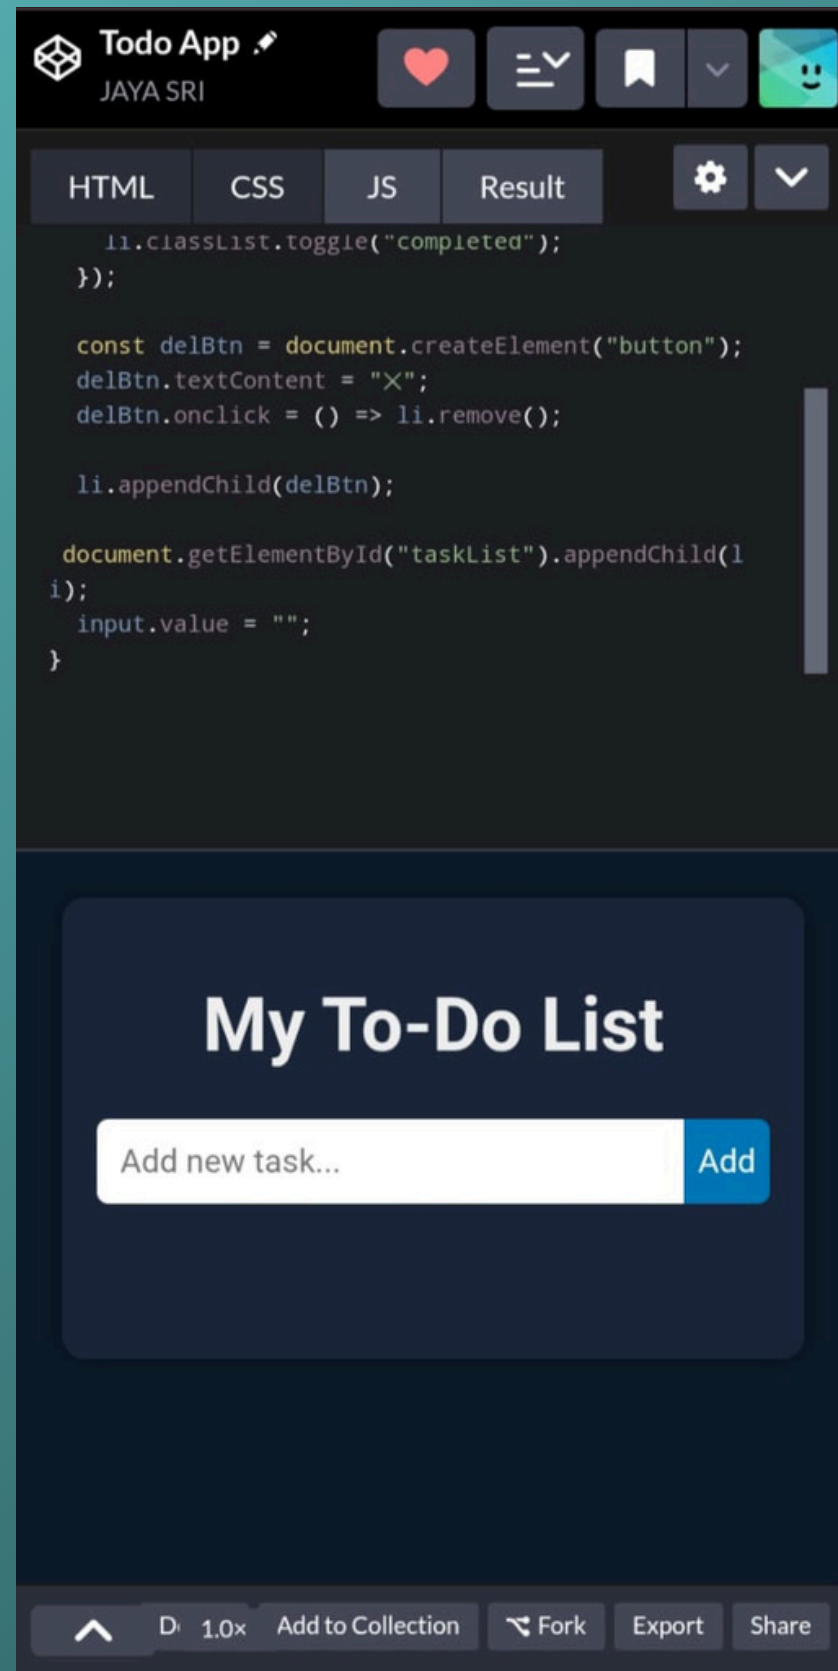 Todo App
JAYA SRI
HTML CSS JS Result
li.classList.toggle("completed");
});
const delBtn = document.createElement("button");
delBtn.textContent = "╳";
delBtn.onclick = () => li.remove();
li.appendChild(delBtn);
document.getElementById("taskList").appendChild(l
i);
input.value = "";
}
My To-Do List
Add new task... Add
1.0× Add to Collection Fork Export Share